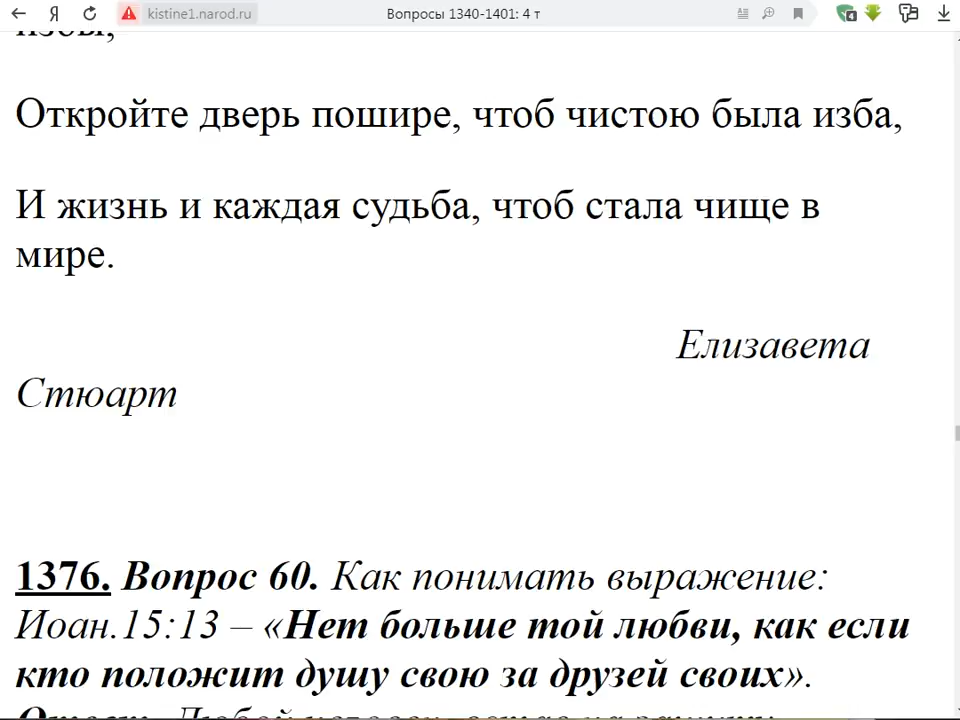 kistine1.narod.ru
Вопросы 1340-1401: 4 т
избы,
Откройте дверь пошире, чтоб чистою была изба,
И жизнь и каждая судьба, чтоб стала чище в
мире.
Елизавета
Стюарт
1376. Вопрос 60. Как понимать выражение:
Иоан.15:13 – «Нет больше той любви, как если
кто положит душу свою за друзей своих».